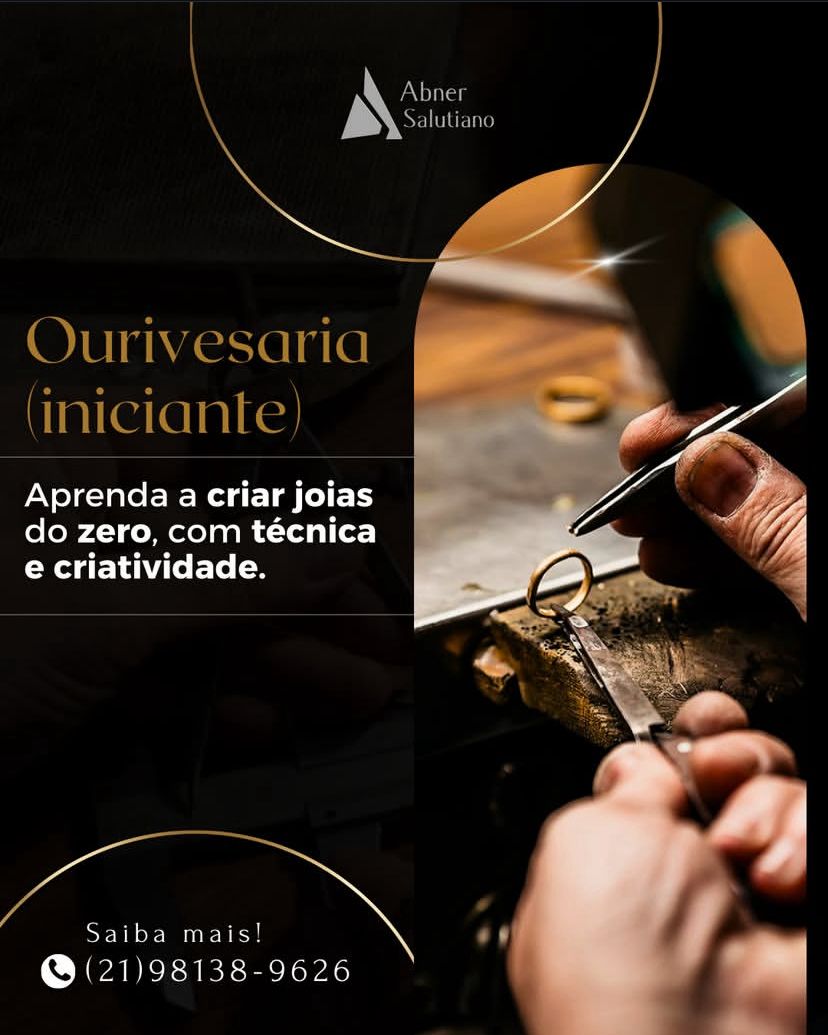 Abner
Salutiano
Ourivesaria
(iniciante)
Aprenda a criar joias
do zero, com técnica
e criatividade.
Saiba mais!
(21)98138-9626